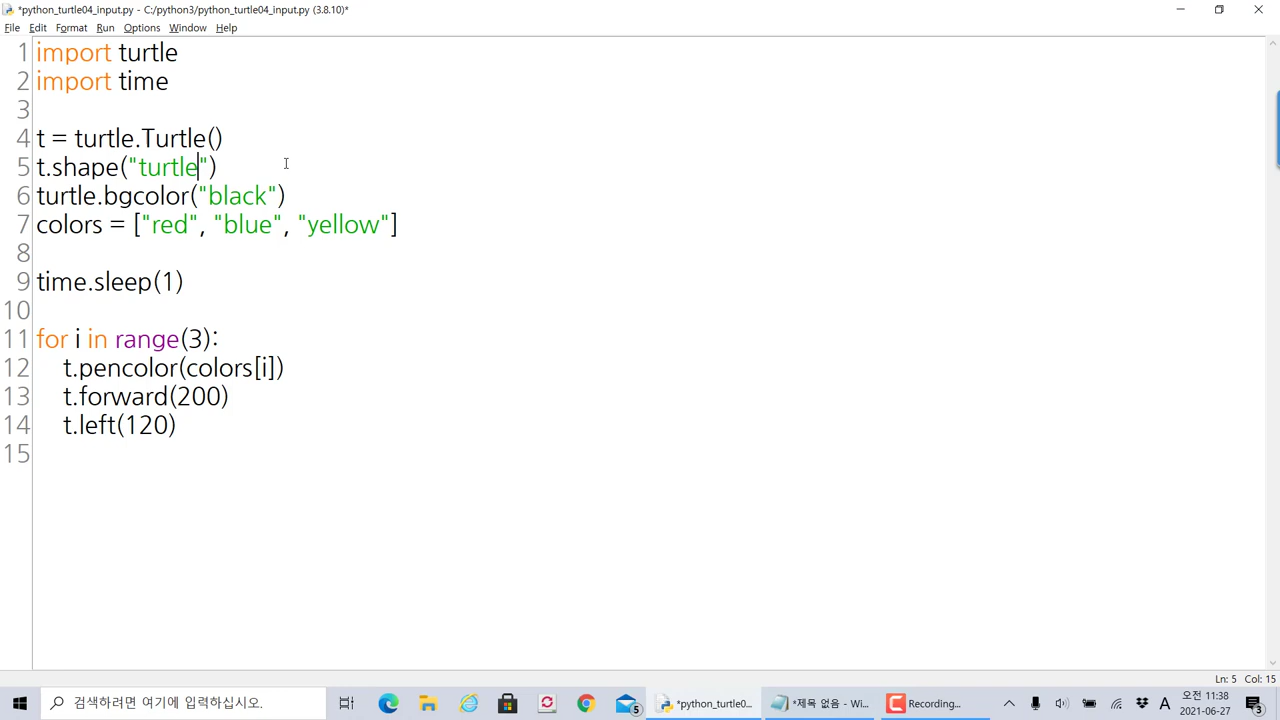 *python_turtle04_input.py - C:/python3/python_turtle04_input.py (3.8.10)*
File Edit Format Run Options Window Help
1 import turtle
2 import time
3
4 t = turtle.Turtle()
5 t.shape("turtle")
6 turtle.bgcolor("black")
7 colors = ["red", "blue", "yellow"]
8
9 time.sleep(1)
10
11 for i in range(3):
12 t.pencolor(colors[i])
13 t.forward(200)
14 t.left(120)
15
Ln: 5 Col: 15
검색하려면 여기에 입력하십시오.
5
*python_turtle0...
*제목 없음 - Wi...
Recording...
A
오전 11:38
2021-06-27
3